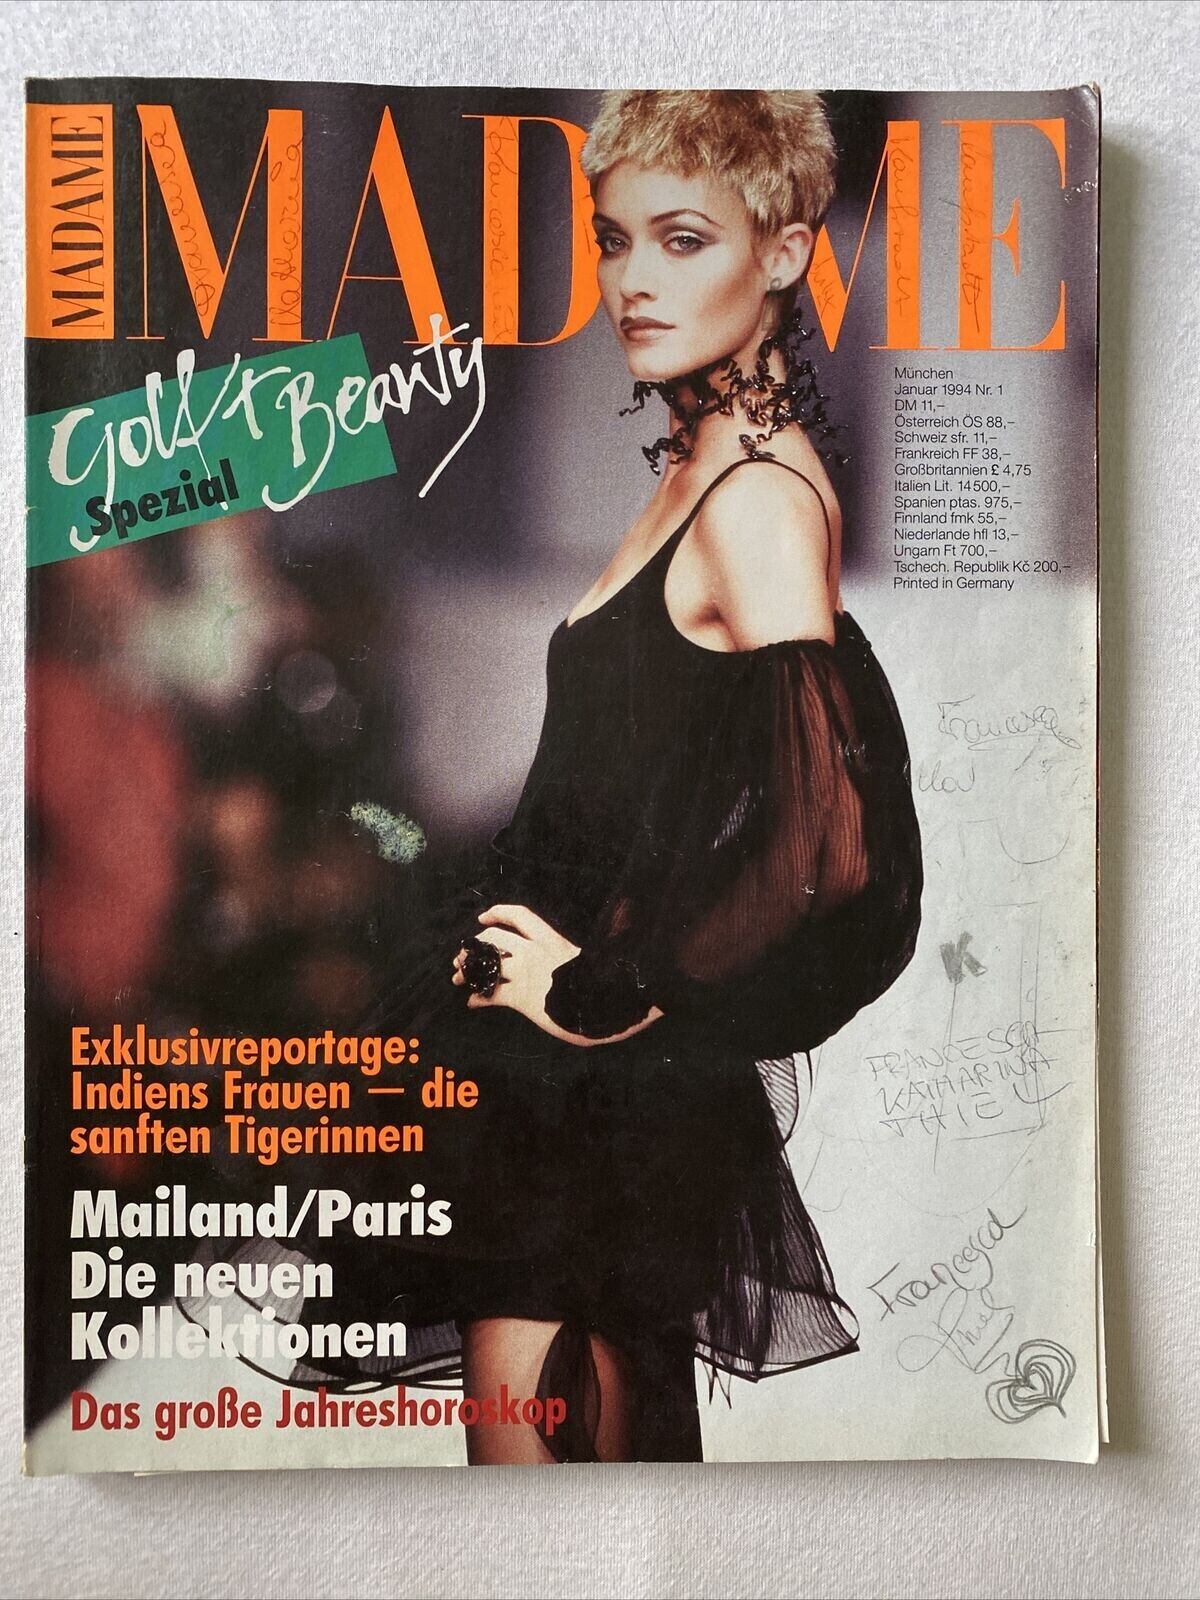 MADAME
MADAME
Golf + Beauty
Spezial
München
Januar 1994 Nr. 1
DM 11,–
Österreich ÖS 88,–
Schweiz sfr. 11,–
Frankreich FF 38,–
Großbritannien £ 4,75
Italien Lit. 14500,–
Spanien ptas. 975,–
Finnland fmk 55,–
Niederlande hfl 13,–
Ungarn Ft 700,–
Tschech. Republik Kč 200,–
Printed in Germany
Francesca
K
FRANCESCA
KATHARINA
THIEL
Francesca
Exklusivreportage:
Indiens Frauen – die
sanften Tigerinnen
Mailand/Paris
Die neuen
Kollektionen
Das große Jahreshoroskop